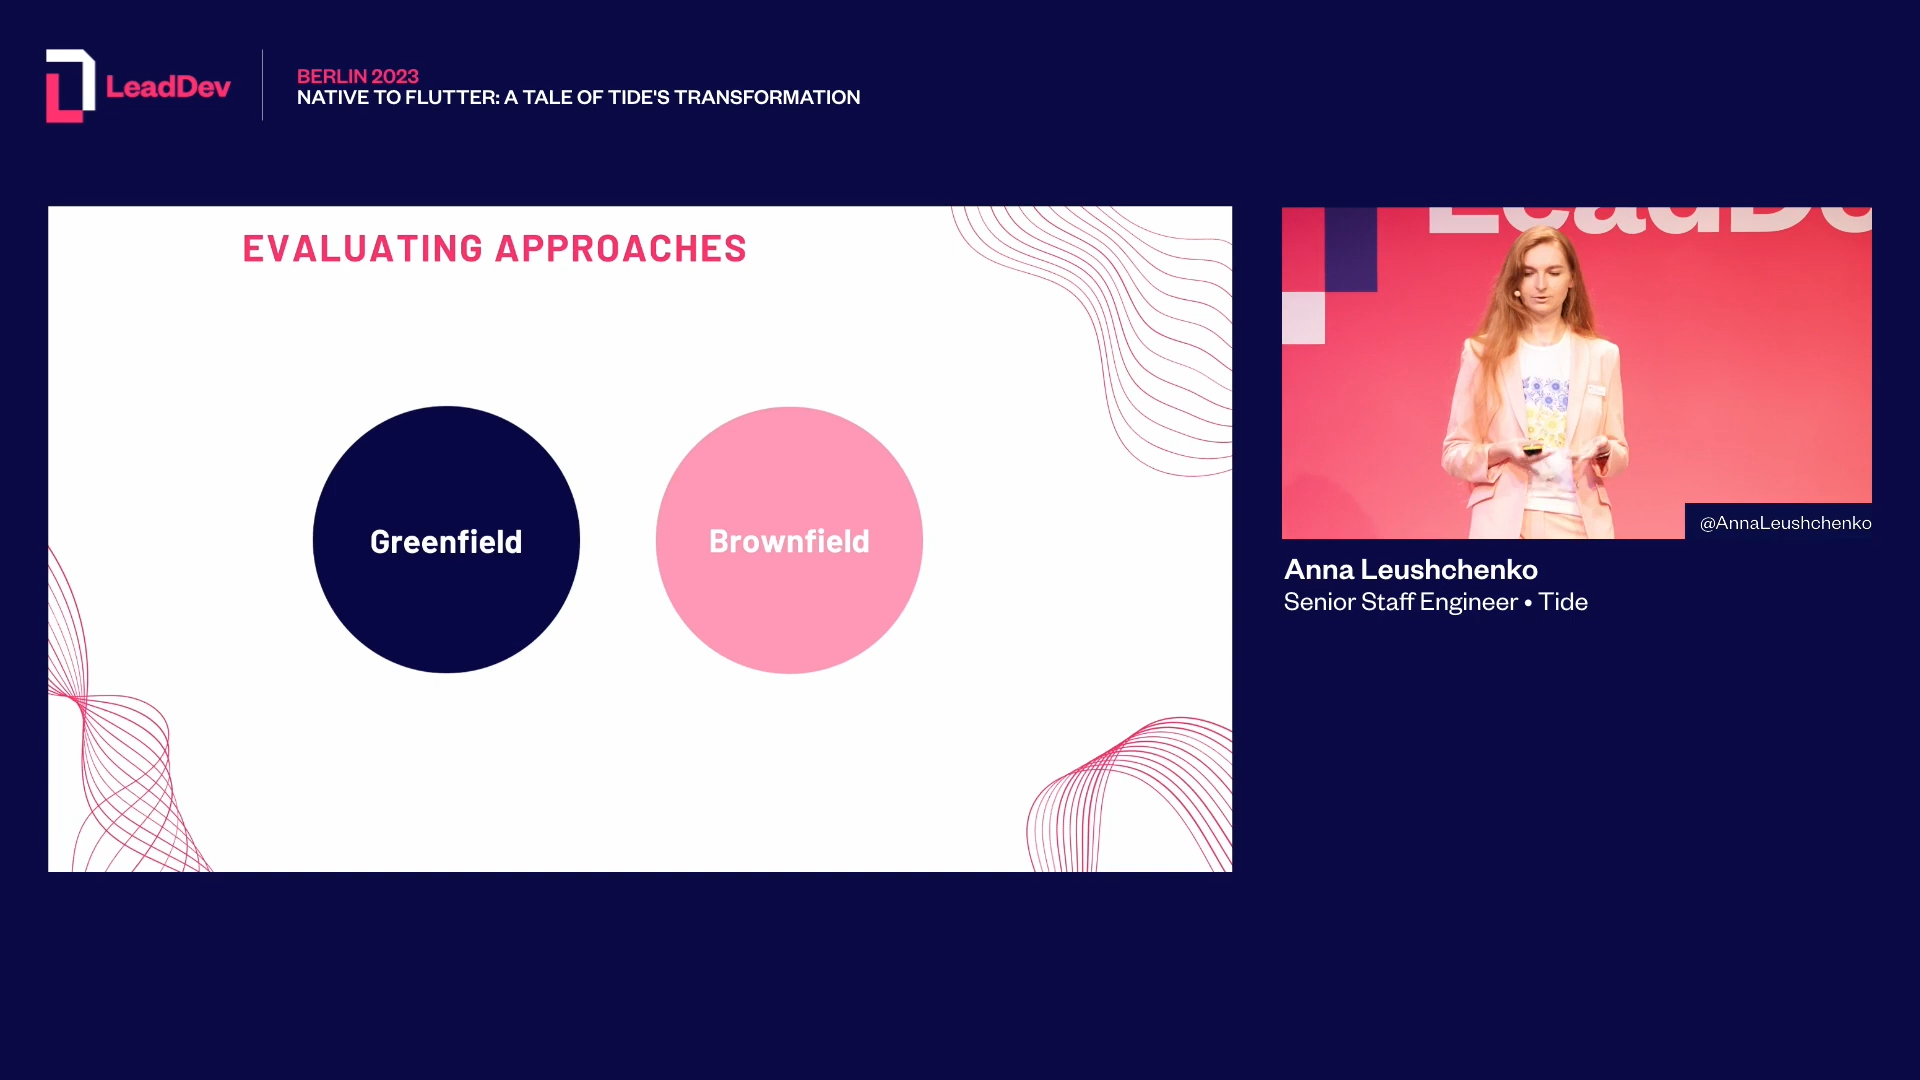 LeadDev
BERLIN 2023
NATIVE TO FLUTTER: A TALE OF TIDE'S TRANSFORMATION
EVALUATING APPROACHES
Greenfield
Brownfield
LeadDe
@AnnaLeushchenko
Anna Leushchenko
Senior Staff Engineer • Tide